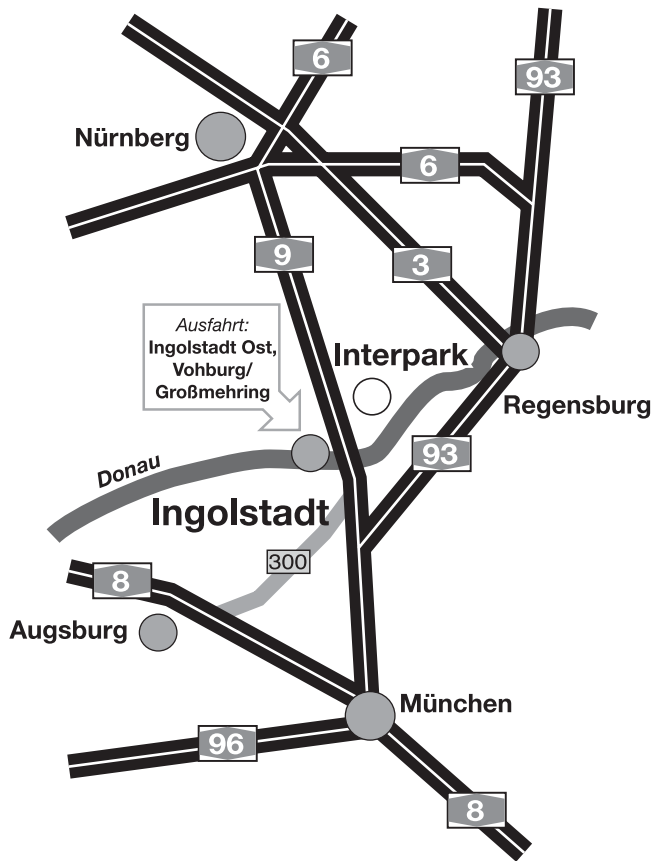 6
93
Nürnberg
6
9
3
Ausfahrt:
Ingolstadt Ost,
Vohburg/
Großmehring
Interpark
Regensburg
93
Donau
Ingolstadt
300
8
Augsburg
München
96
8